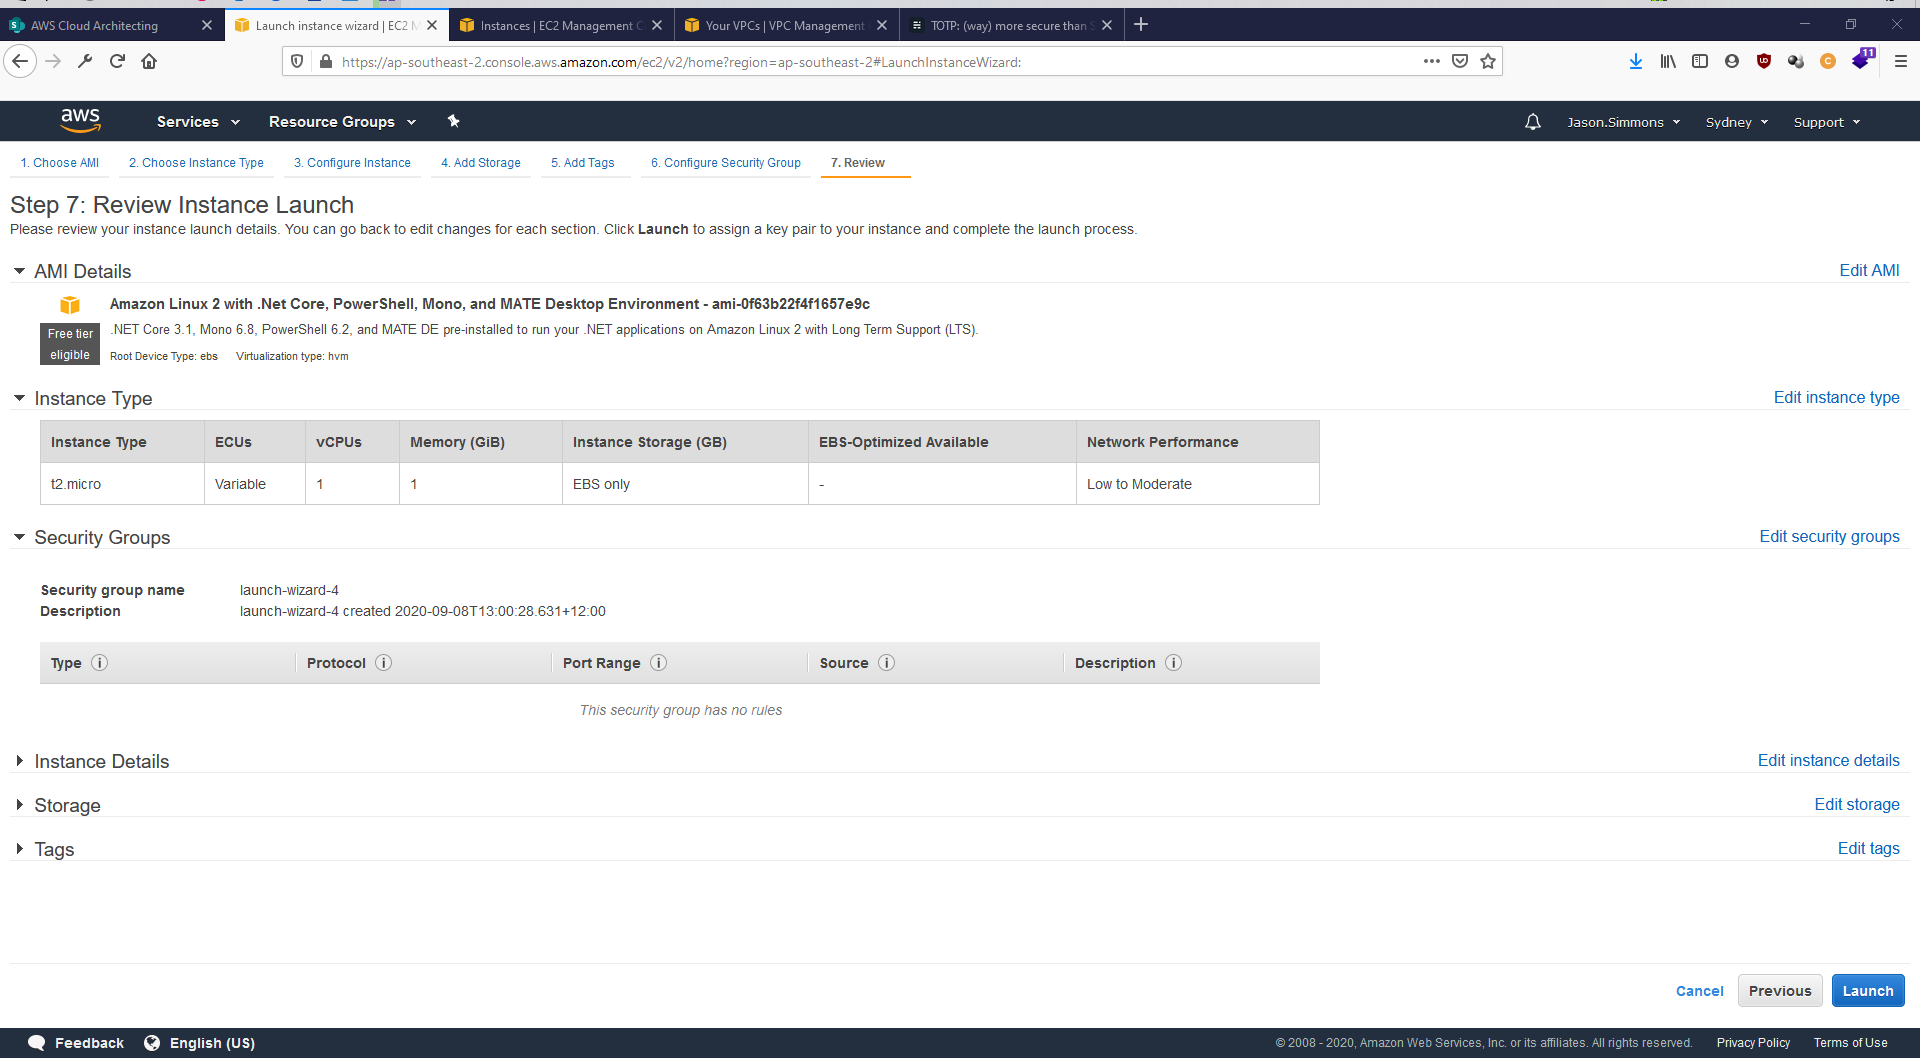 AWS Cloud Architecting
Launch instance wizard | EC2 M
Instances | EC2 Management C
Your VPCs | VPC Management
TOTP: (way) more secure than S
https://ap-southeast-2.console.aws.amazon.com/ec2/v2/home?region=ap-southeast-2#LaunchInstanceWizard:
11
aws
Services
Resource Groups
Jason.Simmons
Sydney
Support
1. Choose AMI
2. Choose Instance Type
3. Configure Instance
4. Add Storage
5. Add Tags
6. Configure Security Group
7. Review
Step 7: Review Instance Launch
Please review your instance launch details. You can go back to edit changes for each section. Click Launch to assign a key pair to your instance and complete the launch process.
AMI Details
Edit AMI
Amazon Linux 2 with .Net Core, PowerShell, Mono, and MATE Desktop Environment - ami-0f63b22f4f1657e9c
Free tier
eligible
.NET Core 3.1, Mono 6.8, PowerShell 6.2, and MATE DE pre-installed to run your .NET applications on Amazon Linux 2 with Long Term Support (LTS).
Root Device Type: ebs Virtualization type: hvm
Instance Type
Edit instance type
Instance Type ECUs vCPUs Memory (GiB) Instance Storage (GB) EBS-Optimized Available Network Performance
t2.micro Variable 1 1 EBS only - Low to Moderate
Security Groups
Edit security groups
Security group name launch-wizard-4
Description launch-wizard-4 created 2020-09-08T13:00:28.631+12:00
Type Protocol Port Range Source Description
This security group has no rules
Instance Details
Edit instance details
Storage
Edit storage
Tags
Edit tags
Cancel
Previous
Launch
Feedback
English (US)
© 2008 - 2020, Amazon Web Services, Inc. or its affiliates. All rights reserved.
Privacy Policy
Terms of Use